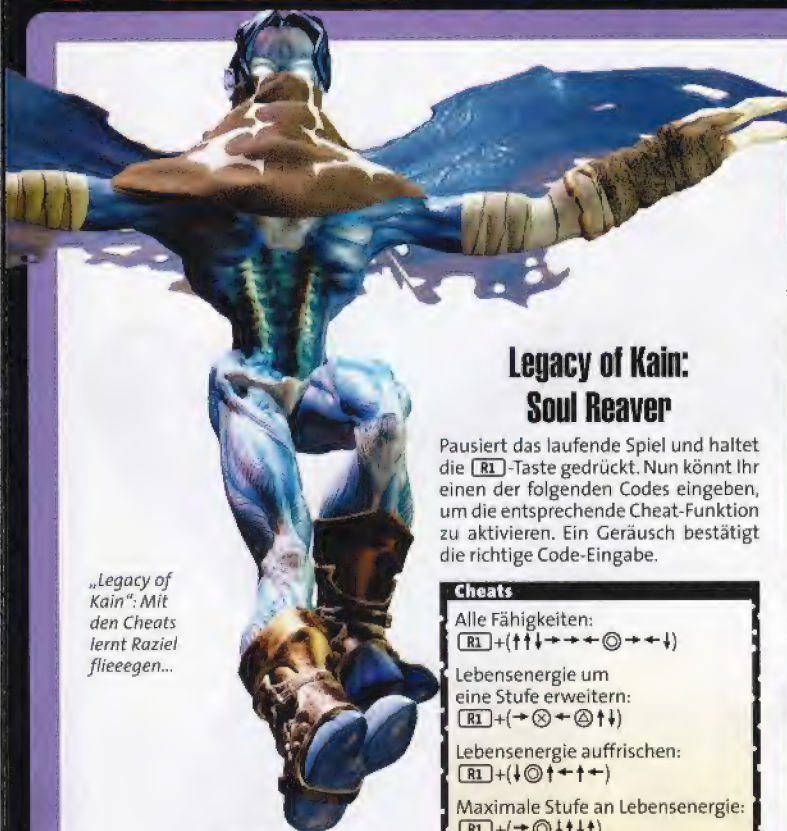 Legacy of Kain:
Soul Reaver
Pausiert das laufende Spiel und haltet
die R1-Taste gedrückt. Nun könnt Ihr
einen der folgenden Codes eingeben,
um die entsprechende Cheat-Funktion
zu aktivieren. Ein Geräusch bestätigt
die richtige Code-Eingabe.
„Legacy of
Kain“: Mit
den Cheats
lernt Raziel
flieeegen...
Cheats
Alle Fähigkeiten:
R1+(↑↑↓→→←◎→←↓)
Lebensenergie um
eine Stufe erweitern:
R1+(→⊗←△↑↓)
Lebensenergie auffrischen:
R1+(↓◎↑←↑←)
Maximale Stufe an Lebensenergie:
R1+(→◎↓↑↓↑)